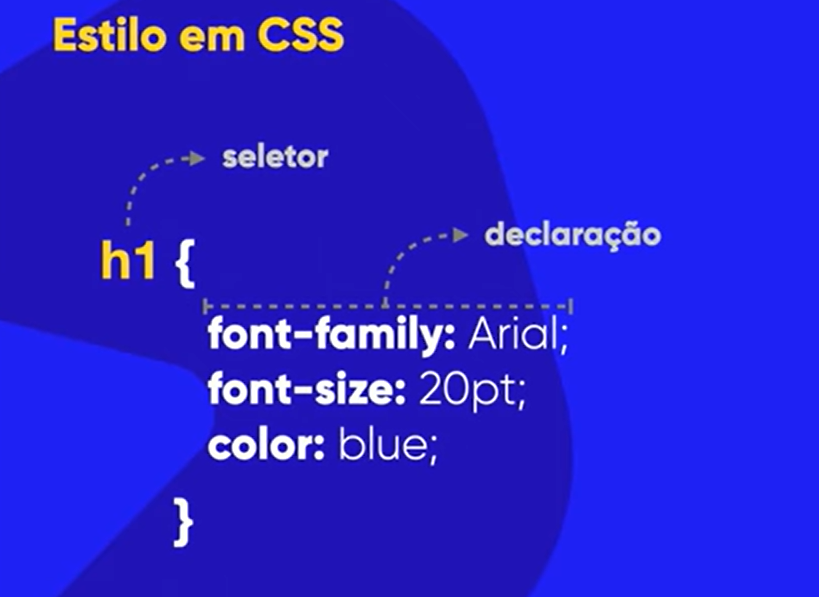 Estilo em CSS
seletor
declaração
h1 {
font-family: Arial;
font-size: 20pt;
color: blue;
}